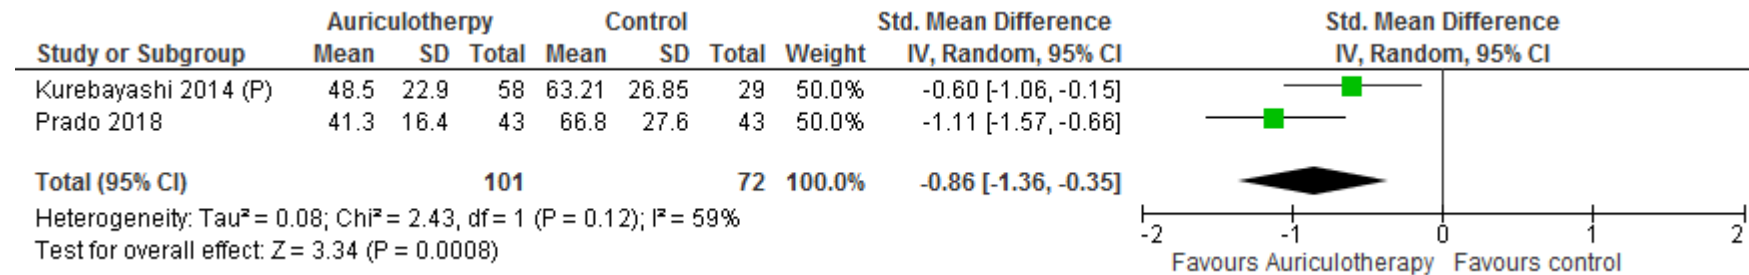 Auriculotherpy Control Std. Mean Difference Std. Mean Difference
Study or Subgroup Mean SD Total Mean SD Total Weight IV, Random, 95% CI IV, Random, 95% CI
Kurebayashi 2014 (P) 48.5 22.9 58 63.21 26.85 29 50.0% -0.60 [-1.06, -0.15]
Prado 2018 41.3 16.4 43 66.8 27.6 43 50.0% -1.11 [-1.57, -0.66]
Total (95% CI) 101 72 100.0% -0.86 [-1.36, -0.35]
Heterogeneity: Tau² = 0.08; Chi² = 2.43, df = 1 (P = 0.12); I² = 59%
Test for overall effect: Z = 3.34 (P = 0.0008)
-2 -1 0 1 2
Favours Auriculotherapy Favours control